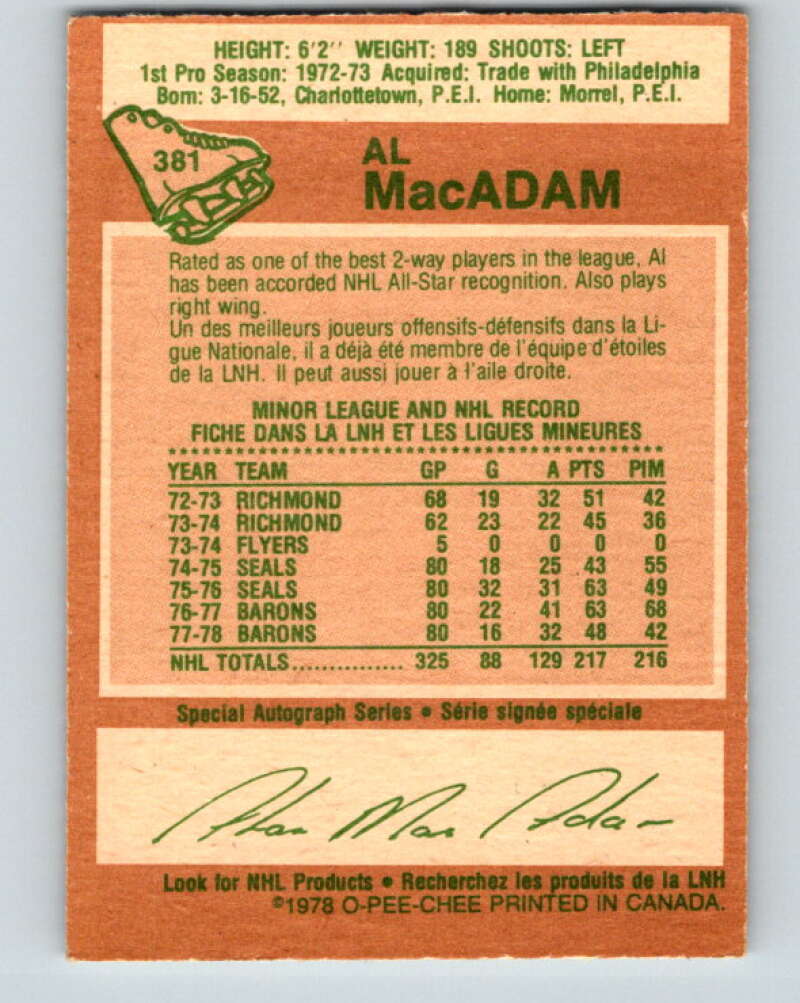 HEIGHT: 6'2'' WEIGHT: 189 SHOOTS: LEFT
1st Pro Season: 1972-73 Acquired: Trade with Philadelphia
Born: 3-16-52, Charlottetown, P.E.I. Home: Morrel, P.E.I.
381
AL
MacADAM
Rated as one of the best 2-way players in the league, Al
has been accorded NHL All-Star recognition. Also plays
right wing.
Un des meilleurs joueurs offensifs-défensifs dans la Li-
gue Nationale, il a déjà été membre de l'équipe d'étoiles
de la LNH. Il peut aussi jouer à l'aile droite.
MINOR LEAGUE AND NHL RECORD
FICHE DANS LA LNH ET LES LIGUES MINEURES
YEAR TEAM GP G A PTS PIM
72-73 RICHMOND 68 19 32 51 42
73-74 RICHMOND 62 23 22 45 36
73-74 FLYERS 5 0 0 0 0
74-75 SEALS 80 18 25 43 55
75-76 SEALS 80 32 31 63 49
76-77 BARONS 80 22 41 63 68
77-78 BARONS 80 16 32 48 42
NHL TOTALS............... 325 88 129 217 216
Special Autograph Series • Série signée spéciale
Alan Mac Adam
Look for NHL Products • Recherchez les produits de la LNH
©1978 O-PEE-CHEE PRINTED IN CANADA.